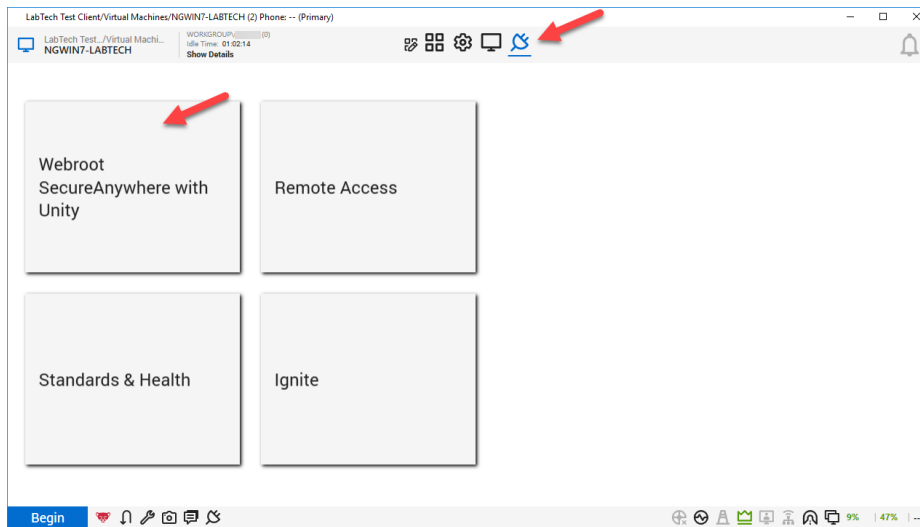 LabTech Test Client/Virtual Machines/NGWIN7-LABTECH (2) Phone: -- (Primary)
LabTech Test.../Virtual Machi...
NGWIN7-LABTECH
WORKGROUP\ (0)
Idle Time: 01:02:14
Show Details
Webroot
SecureAnywhere with
Unity
Remote Access
Standards & Health
Ignite
Begin
9% | 47% | --